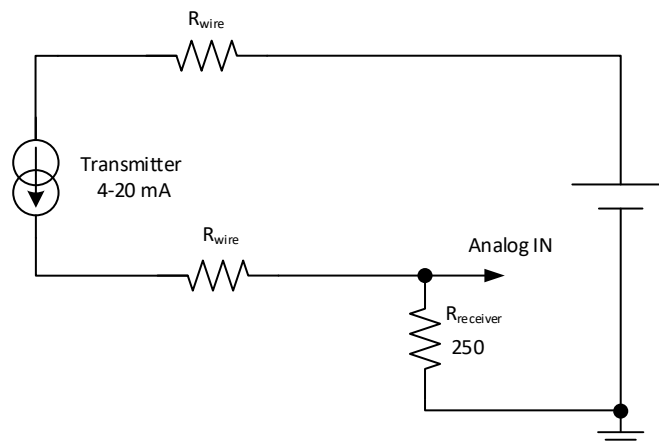 Rwire
Transmitter
4-20 mA
Rwire
Analog IN
Rreceiver
250